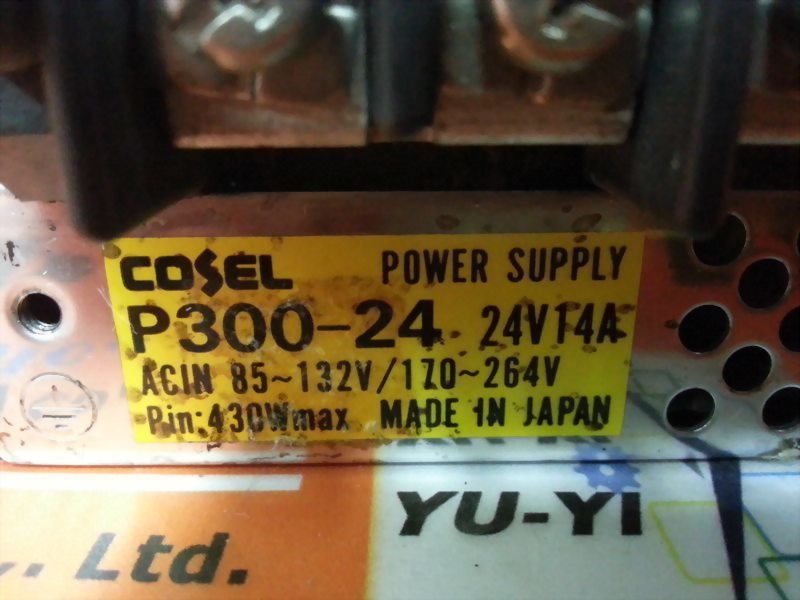 COSEL POWER SUPPLY
P300-24 24V14A
ACIN 85~132V/170~264V
Pin:430Wmax MADE IN JAPAN
YU-YI
., Ltd.